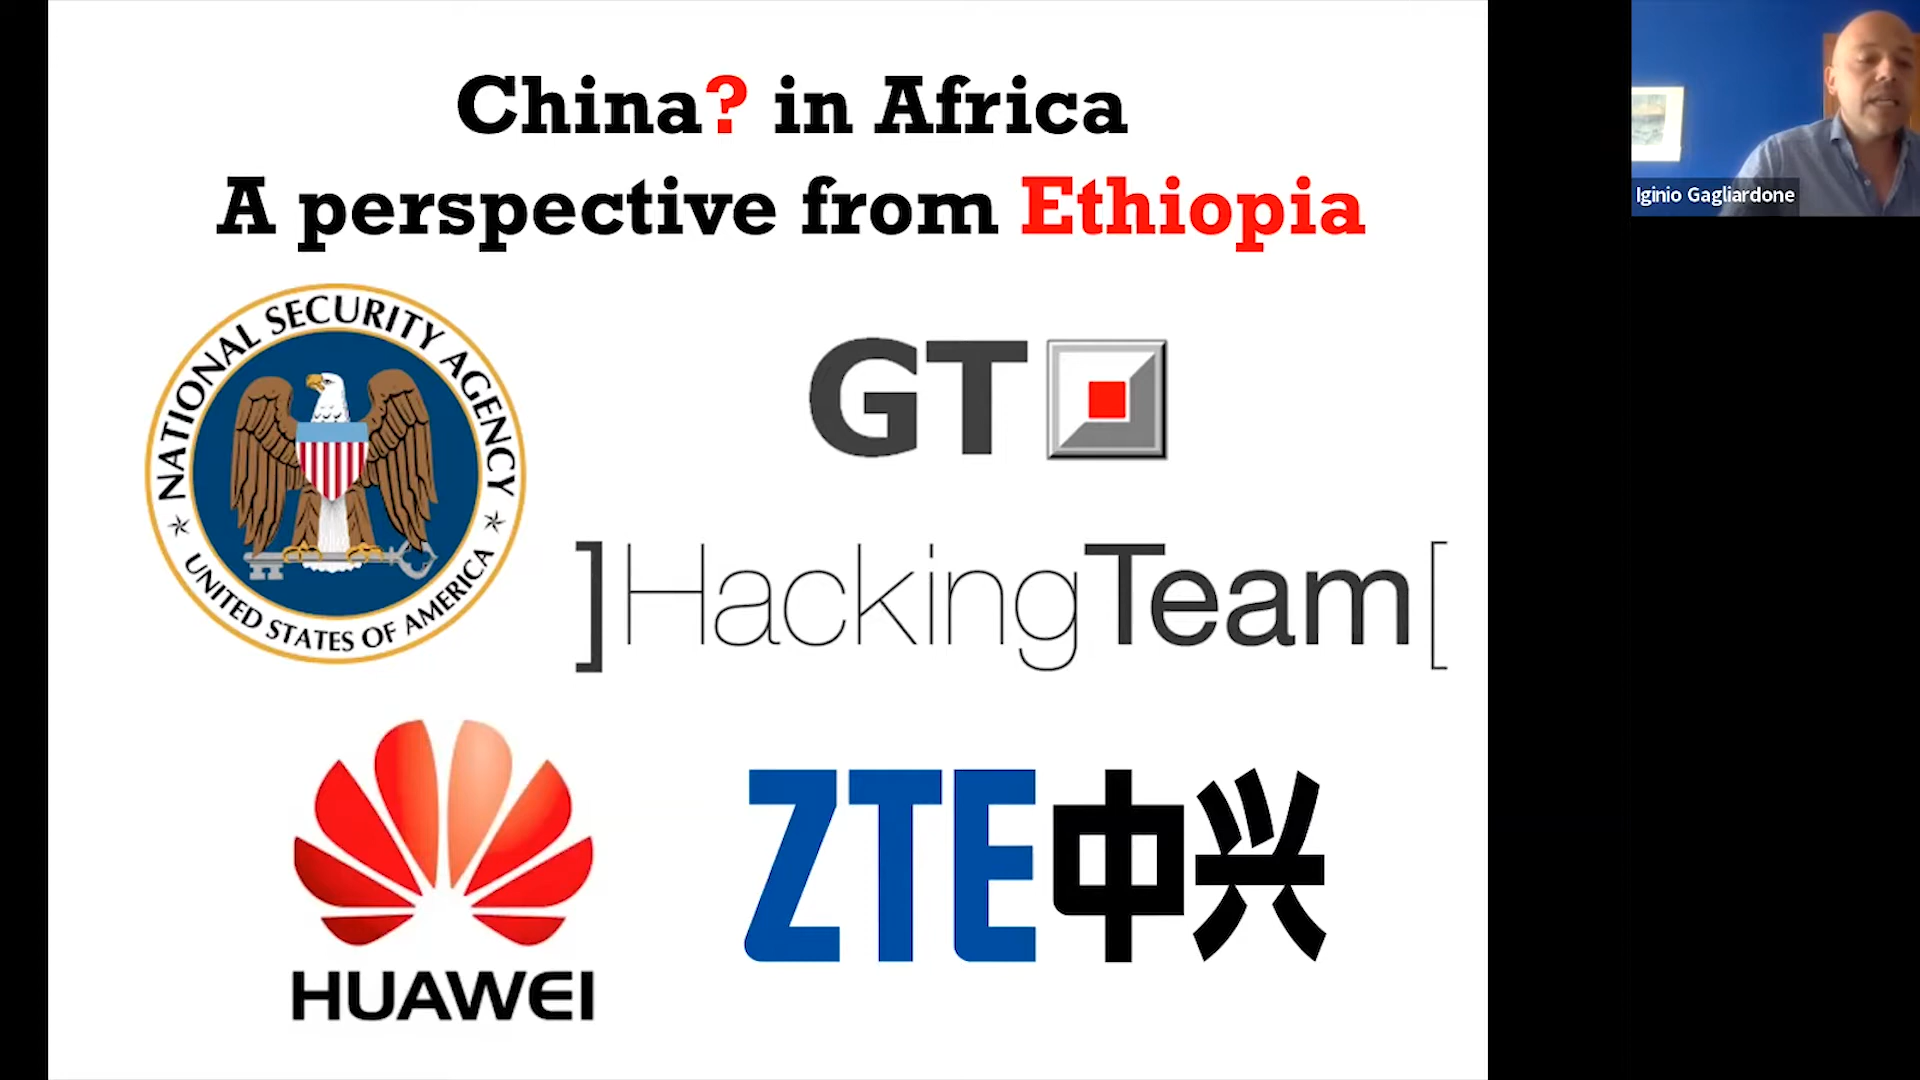 China? in Africa
A perspective from Ethiopia
NATIONAL SECURITY AGENCY
UNITED STATES OF AMERICA
GT
]HackingTeam[
HUAWEI
ZTE中兴
Iginio Gagliardone